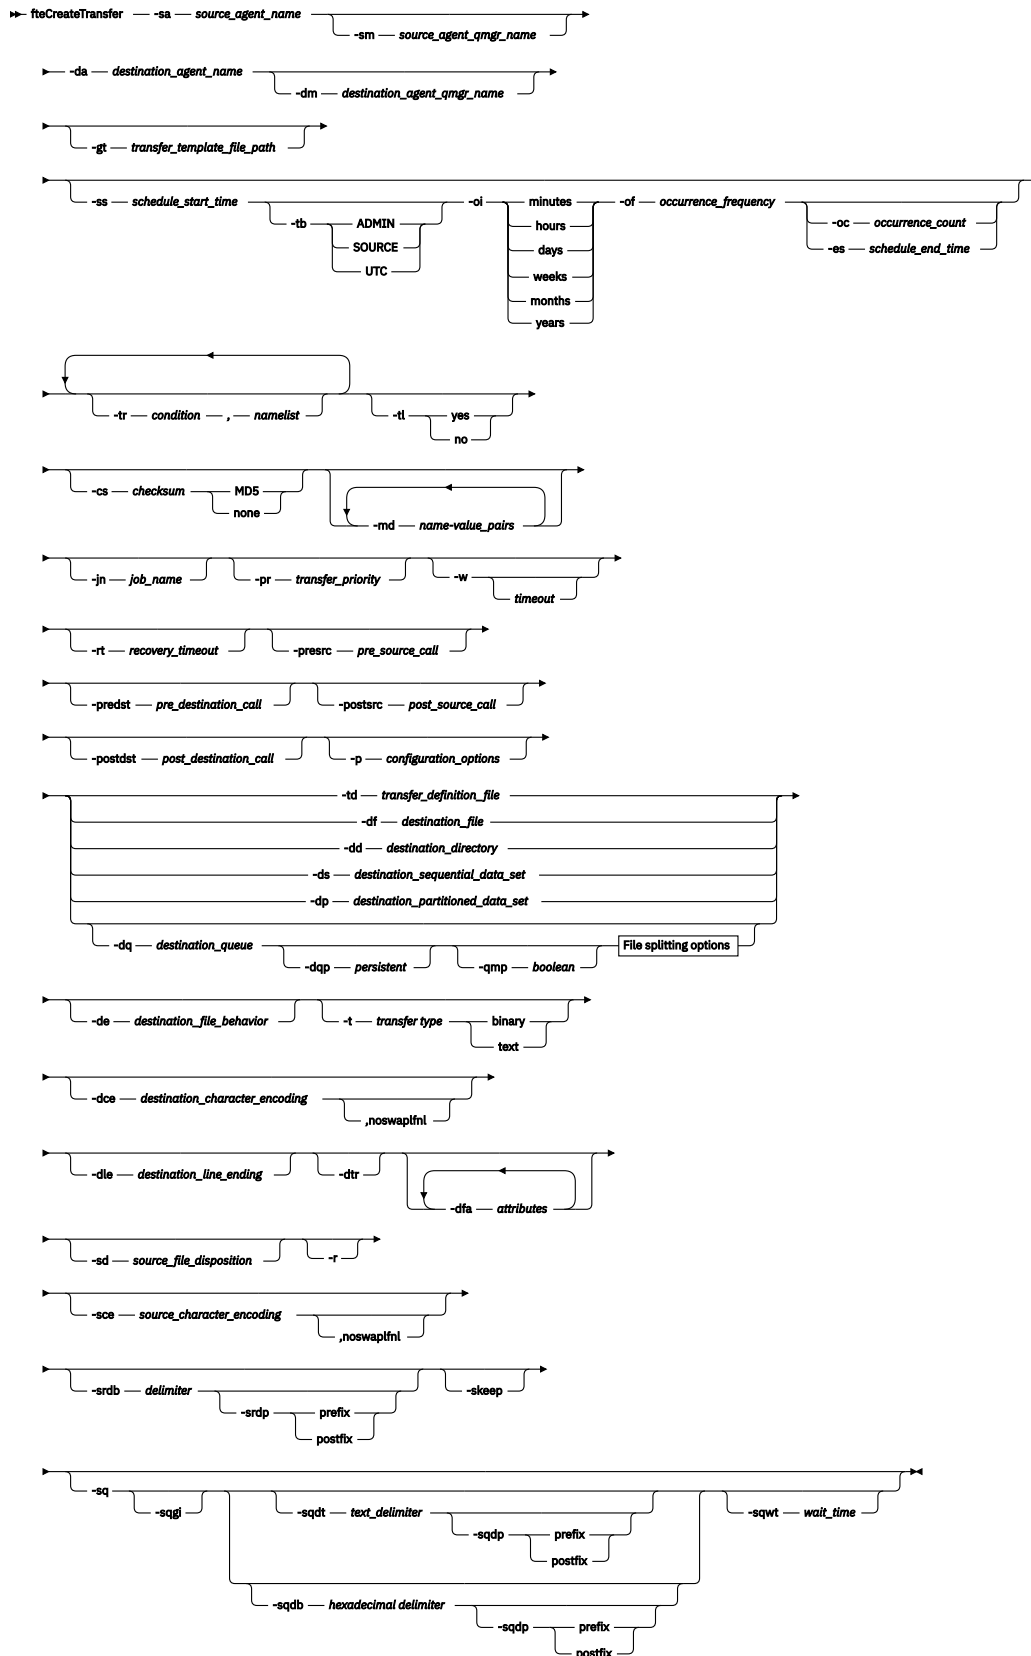 fteCreateTransfer -sa source_agent_name
-sm source_agent_qmgr_name
-da destination_agent_name
-dm destination_agent_qmgr_name
-gt transfer_template_file_path
-ss schedule_start_time -oi minutes -of occurrence_frequency
-tb ADMIN hours -oc occurrence_count
SOURCE days -es schedule_end_time
UTC weeks
months
years
-tr condition , namelist -tl yes
no
-cs checksum MD5
none
-md name-value_pairs
-jn job_name -pr transfer_priority -w
timeout
-rt recovery_timeout -presrc pre_source_call
-predst pre_destination_call -postsrc post_source_call
-postdst post_destination_call -p configuration_options
-td transfer_definition_file
-df destination_file
-dd destination_directory
-ds destination_sequential_data_set
-dp destination_partitioned_data_set
-dq destination_queue File splitting options
-dqp persistent -qmp boolean
-de destination_file_behavior -t transfer type binary
text
-dce destination_character_encoding
,noswaplfnl
-dle destination_line_ending -dtr
-dfa attributes
-sd source_file_disposition -r
-sce source_character_encoding
,noswaplfnl
-srdb delimiter -skeep
-srdp prefix
postfix
-sq
-sqgi -sqdt text_delimiter -sqwt wait_time
-sqdp prefix
postfix
-sqdb hexadecimal delimiter
-sqdp prefix
postfix